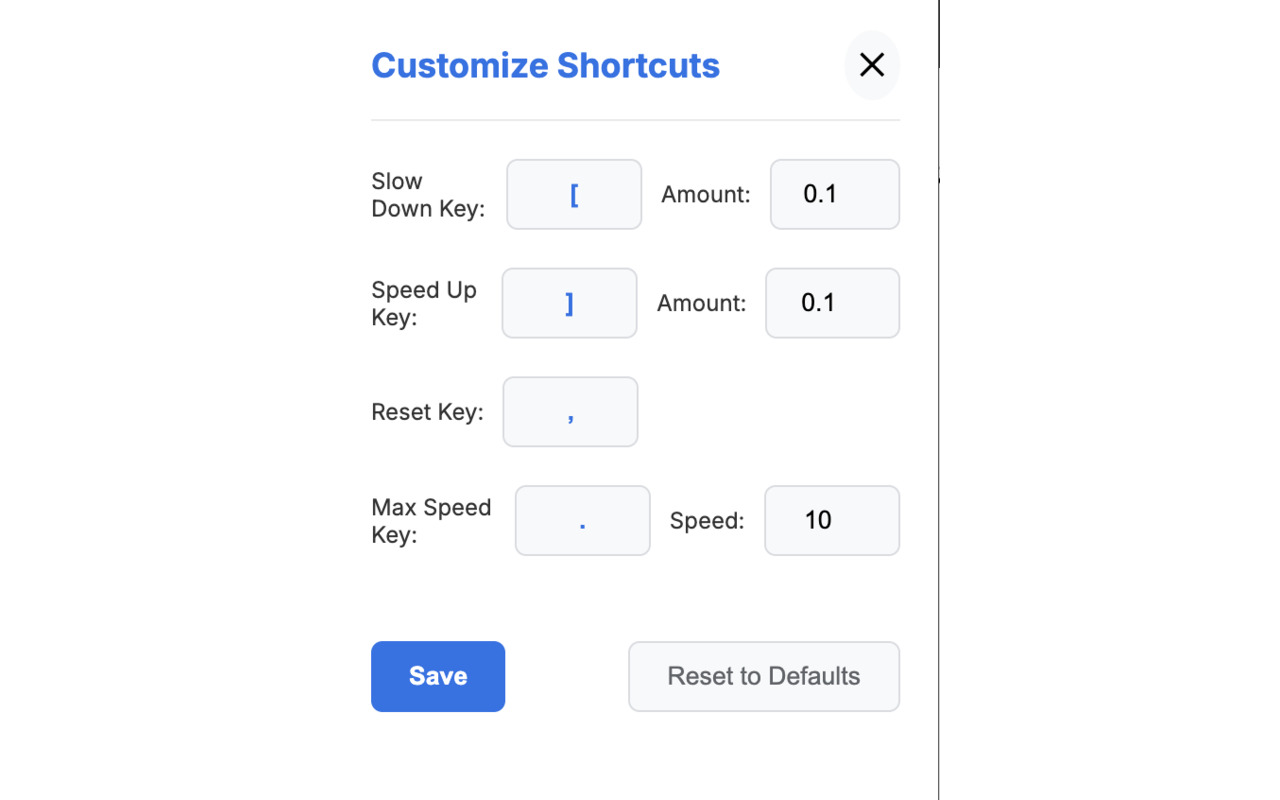 Customize Shortcuts
Slow
Down Key: [ Amount: 0.1
Speed Up
Key: ] Amount: 0.1
Reset Key: ,
Max Speed
Key: . Speed: 10
Save Reset to Defaults